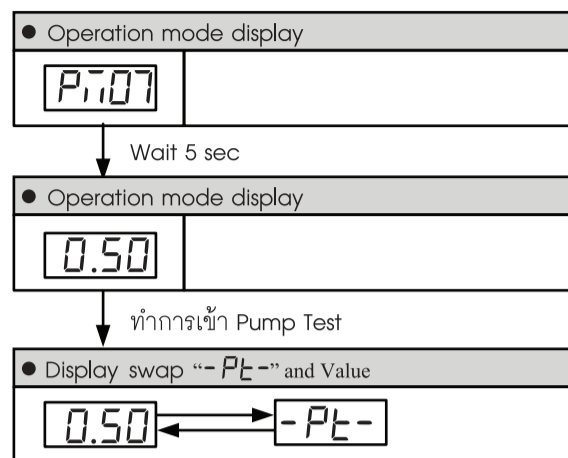 ● Operation mode display
Pm07
Wait 5 sec
● Operation mode display
0.50
ทำการเข้า Pump Test
● Display swap “-Pt-” and Value
0.50 -Pt-